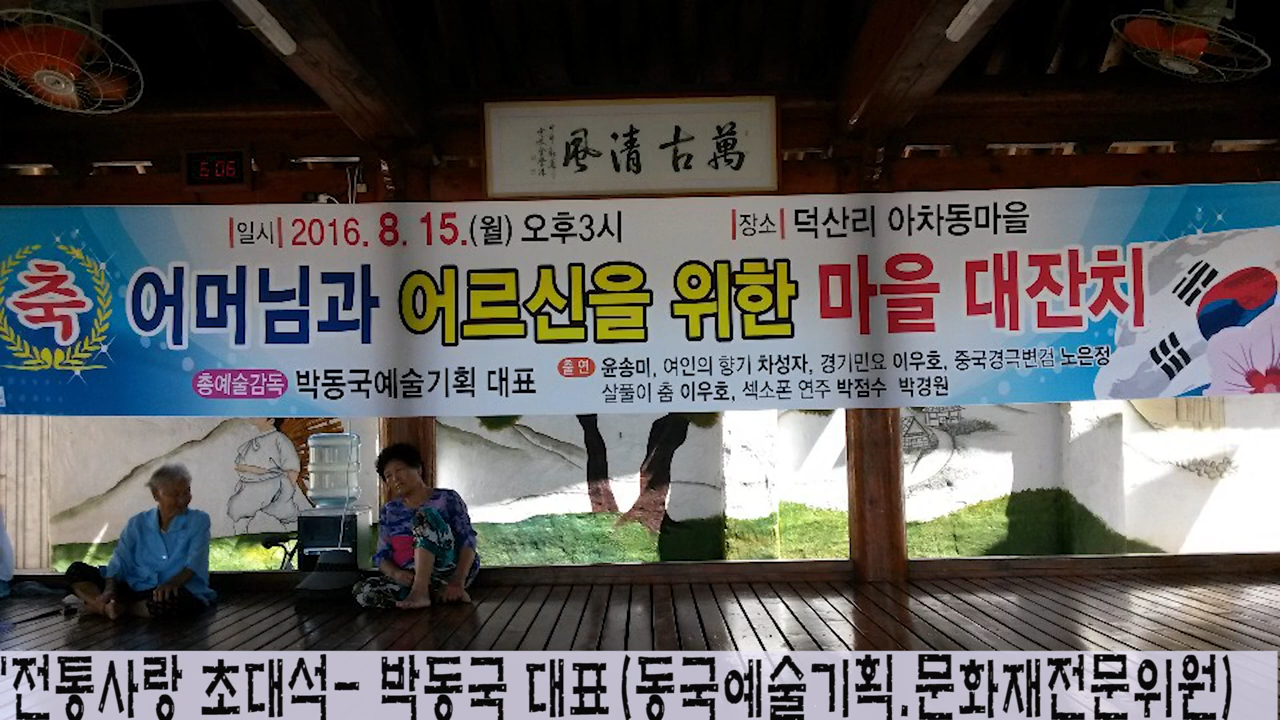 萬古清風
6:06
일시 2016. 8. 15.(월) 오후3시
장소 덕산리 아차동마을
축
어머님과 어르신을 위한 마을 대잔치
총예술감독 박동국예술기획 대표
출연 윤송미, 여인의 향기 차성자, 경기민요 이우호, 중국경극변검 노은정
살풀이 춤 이우호, 섹소폰 연주 박점수 박경원
'전통사랑 초대석- 박동국 대표(동국예술기획.문화재전문위원)